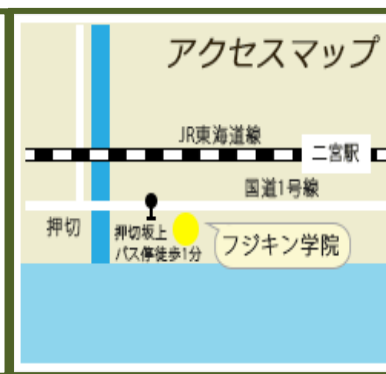 アクセスマップ
JR東海道線
二宮駅
国道1号線
押切
押切坂上
バス停徒歩1分
フジキン学院